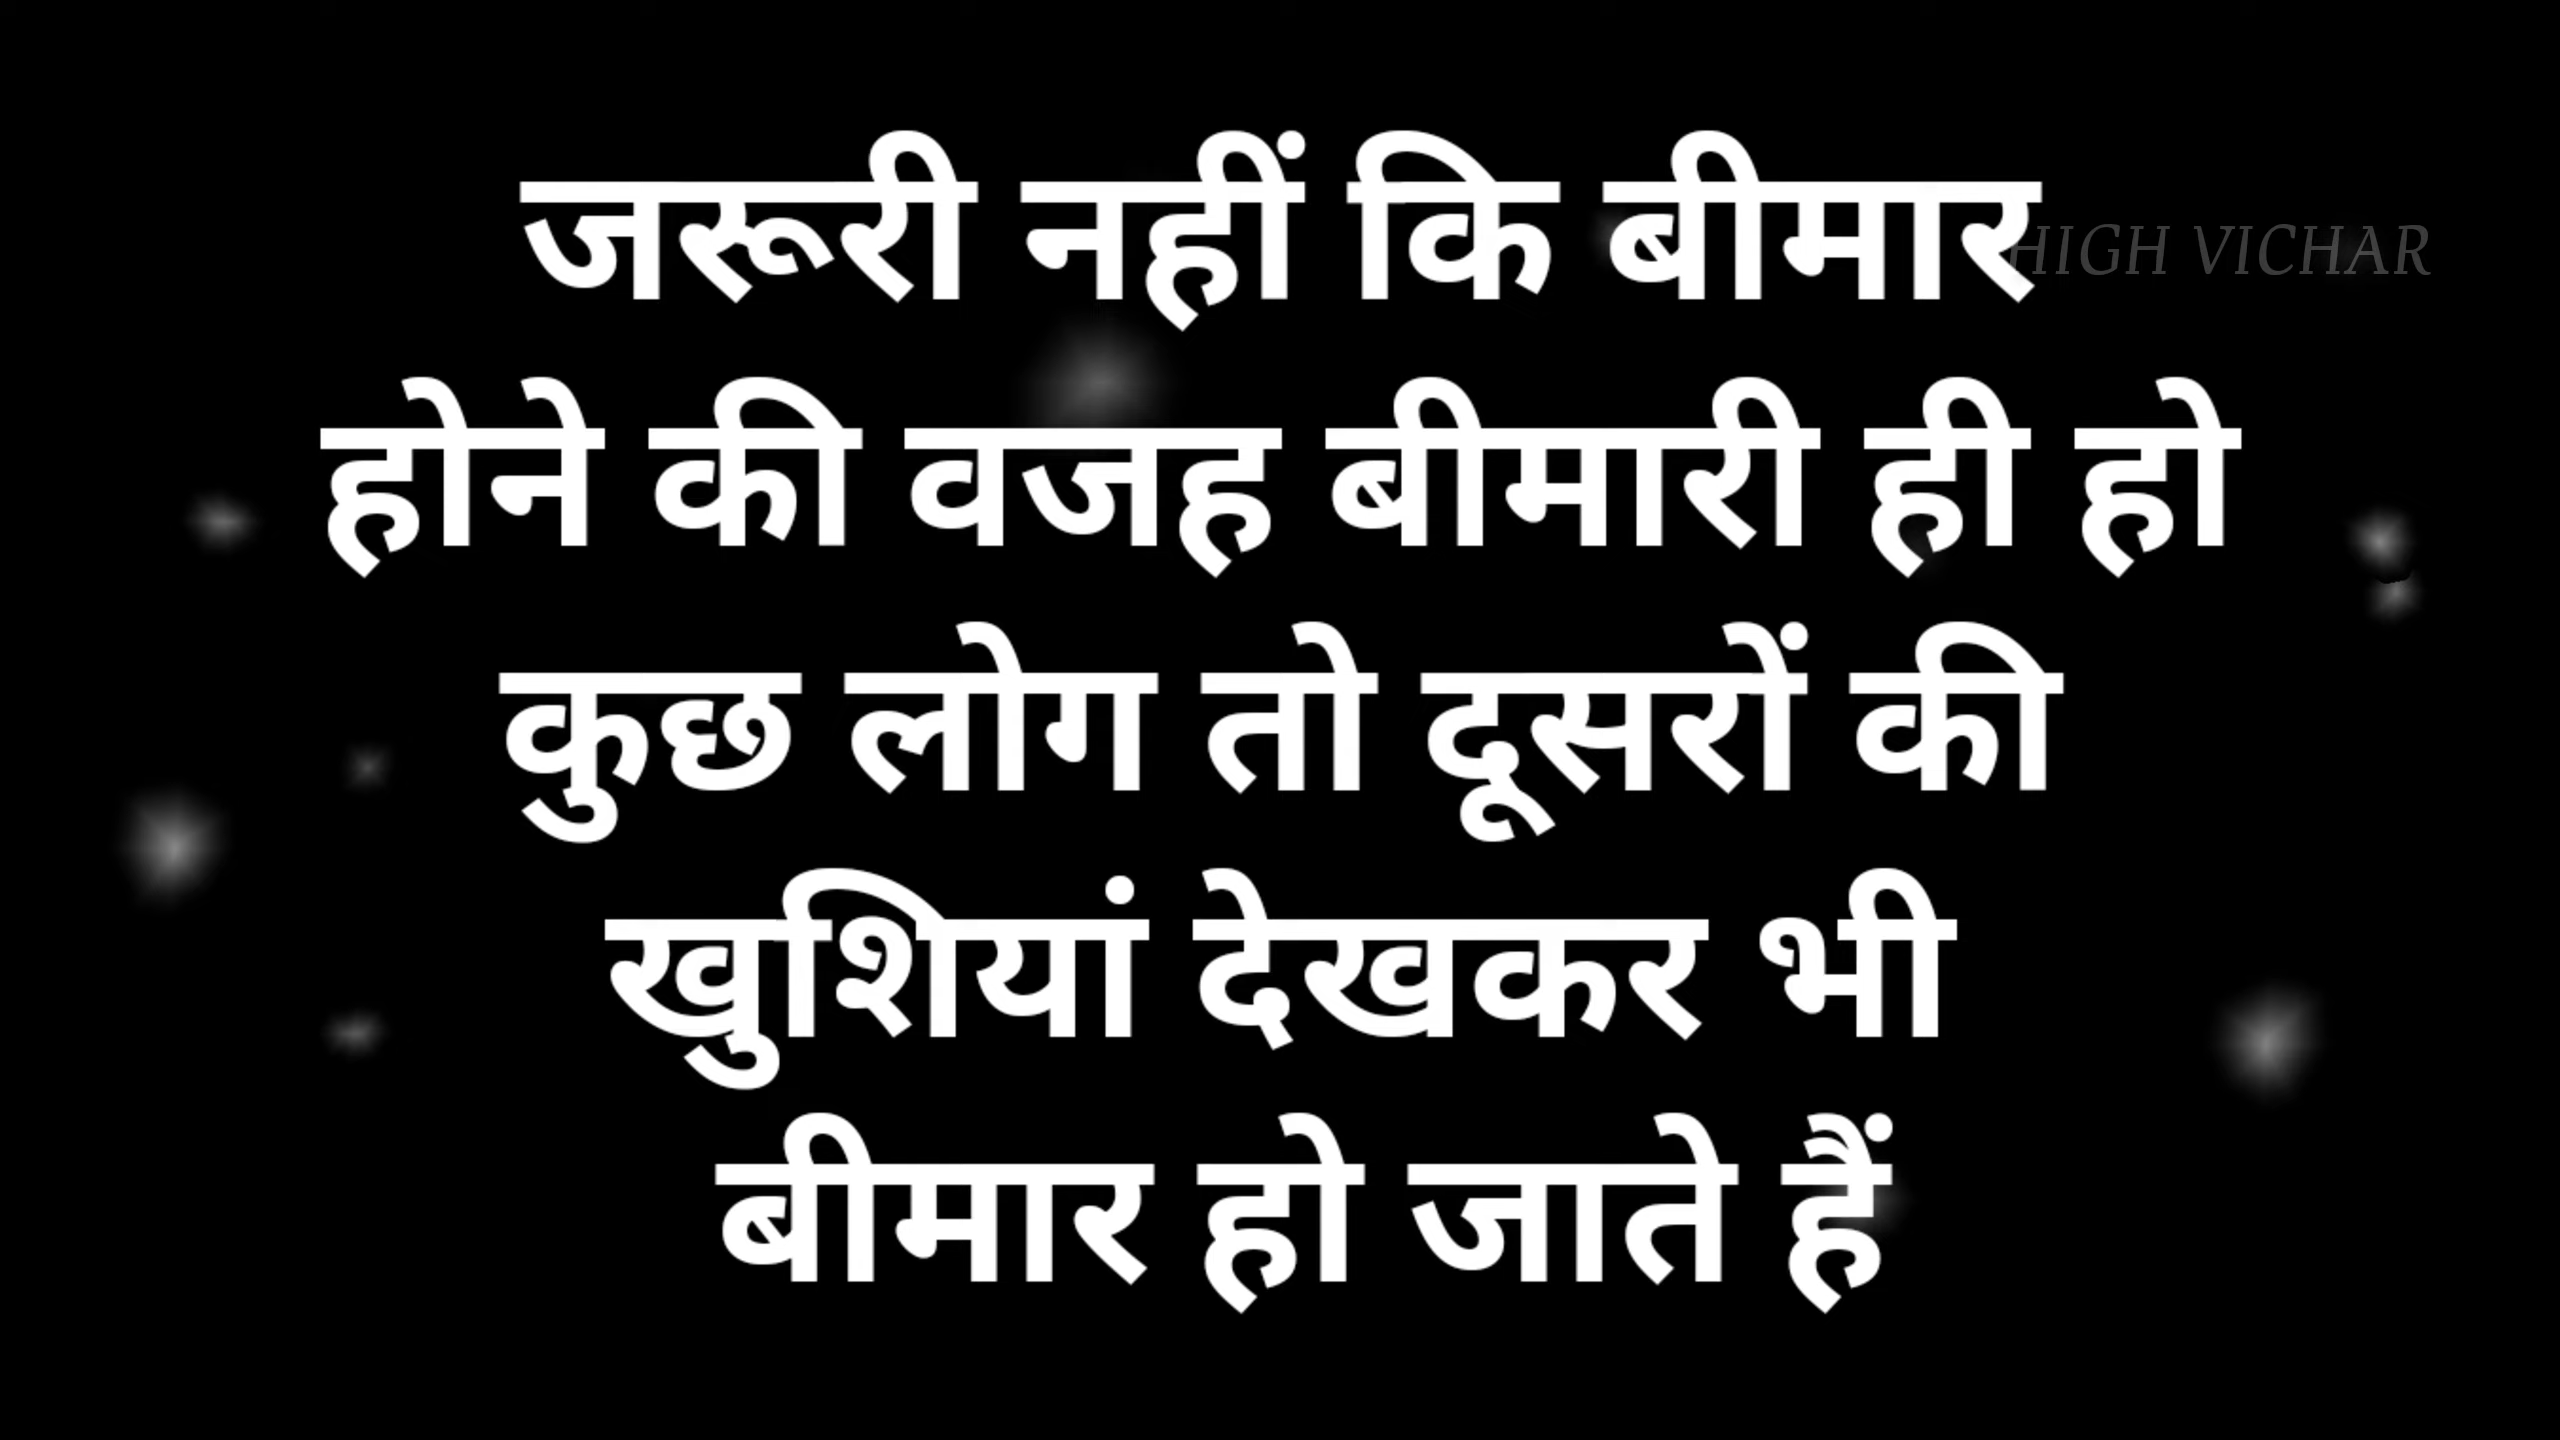 जरूरी नहीं कि बीमार
HIGH VICHAR
होने की वजह बीमारी ही हो
कुछ लोग तो दूसरों की
खुशियां देखकर भी
बीमार हो जाते हैं